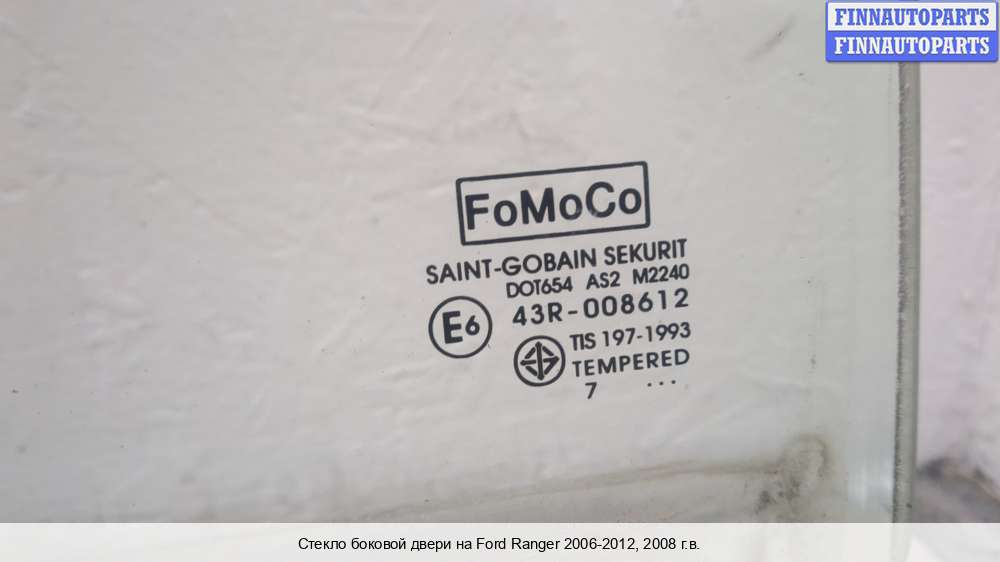 FINNAUTOPARTS
FINNAUTOPARTS
FoMoCo
SAINT-GOBAIN SEKURIT
DOT654 AS2 M2240
E6 43R-008612
TIS 197-1993
TEMPERED
7 ...
Стекло боковой двери на Ford Ranger 2006-2012, 2008 г.в.